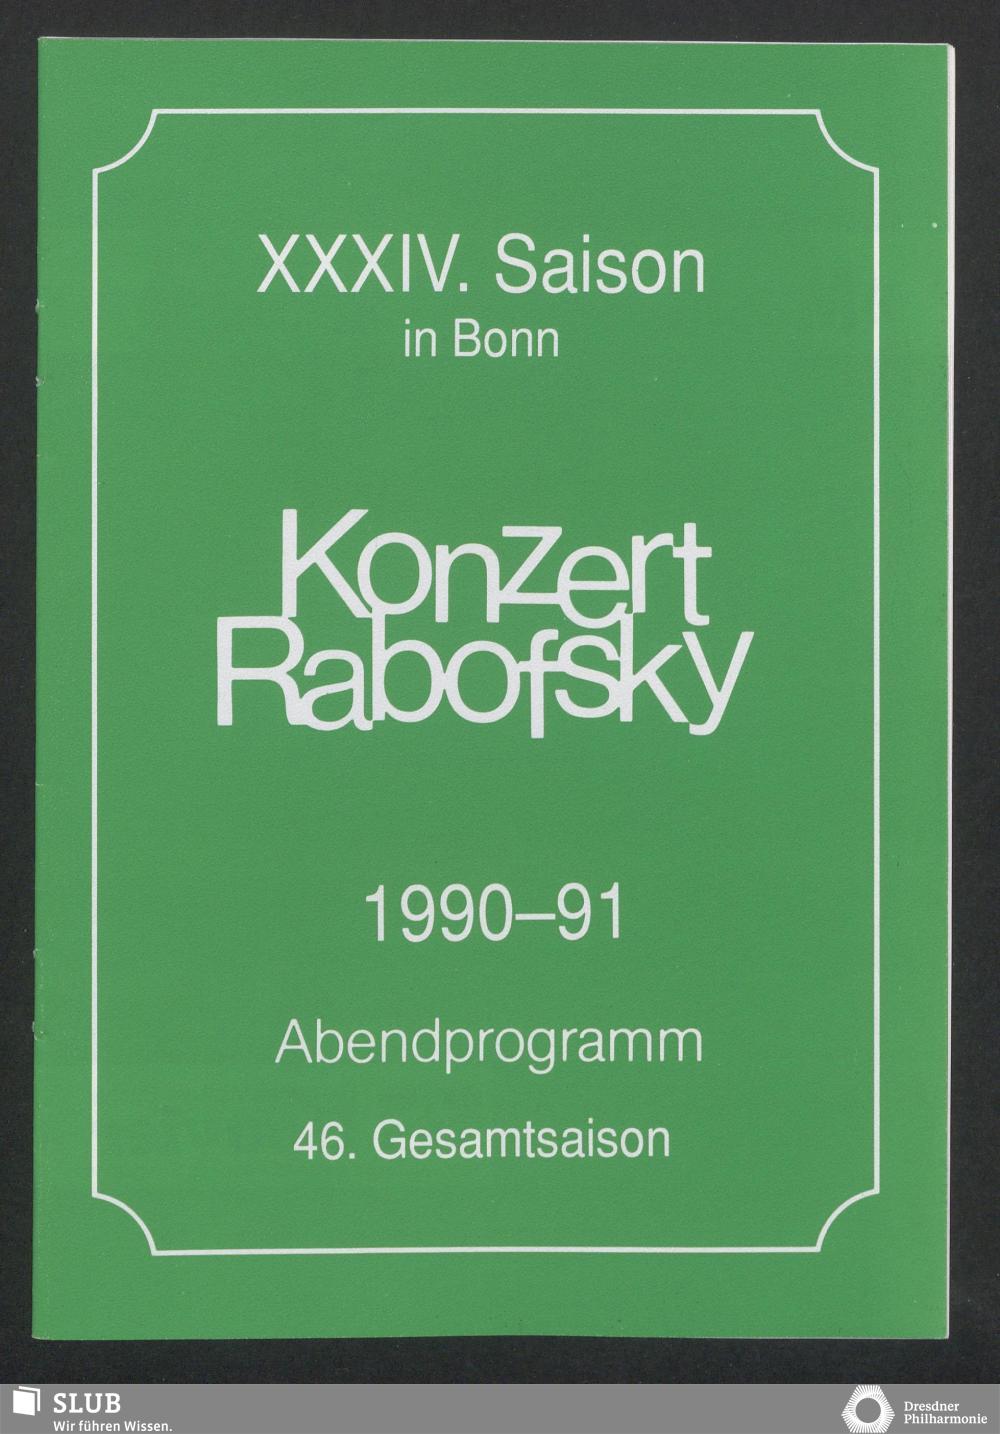 XXXIV. Saison
in Bonn
Konzert
Rabofsky
1990–91
Abendprogramm
46. Gesamtsaison
SLUB
Wir führen Wissen.
Dresdner
Philharmonie